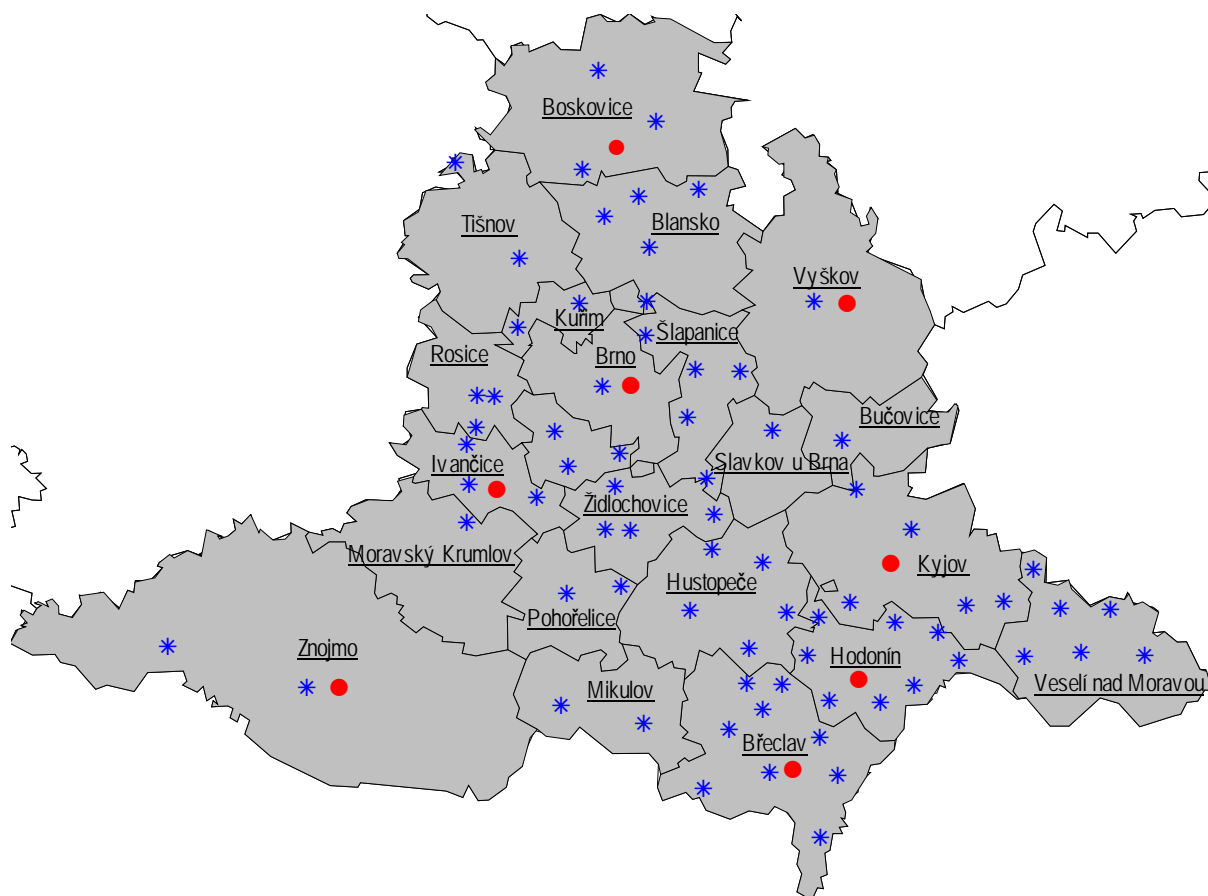 Boskovice
Tišnov
Blansko
Vyškov
Kuřim
Šlapanice
Rosice
Brno
Bučovice
Ivančice
Slavkov u Brna
Židlochovice
Moravský Krumlov
Hustopeče
Kyjov
Pohořelice
Znojmo
Hodonín
Mikulov
Veselí nad Moravou
Břeclav